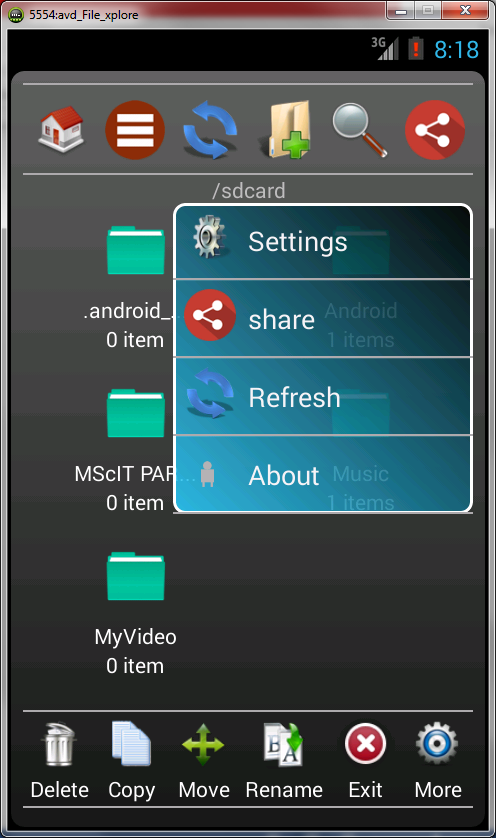 5554:avd_File_xplore
3G
8:18
/sdcard
Settings
.android_...
Android
0 item
share
1 items
Refresh
MScIT PAR...
About
Music
0 item
1 items
MyVideo
0 item
Delete Copy Move Rename Exit More